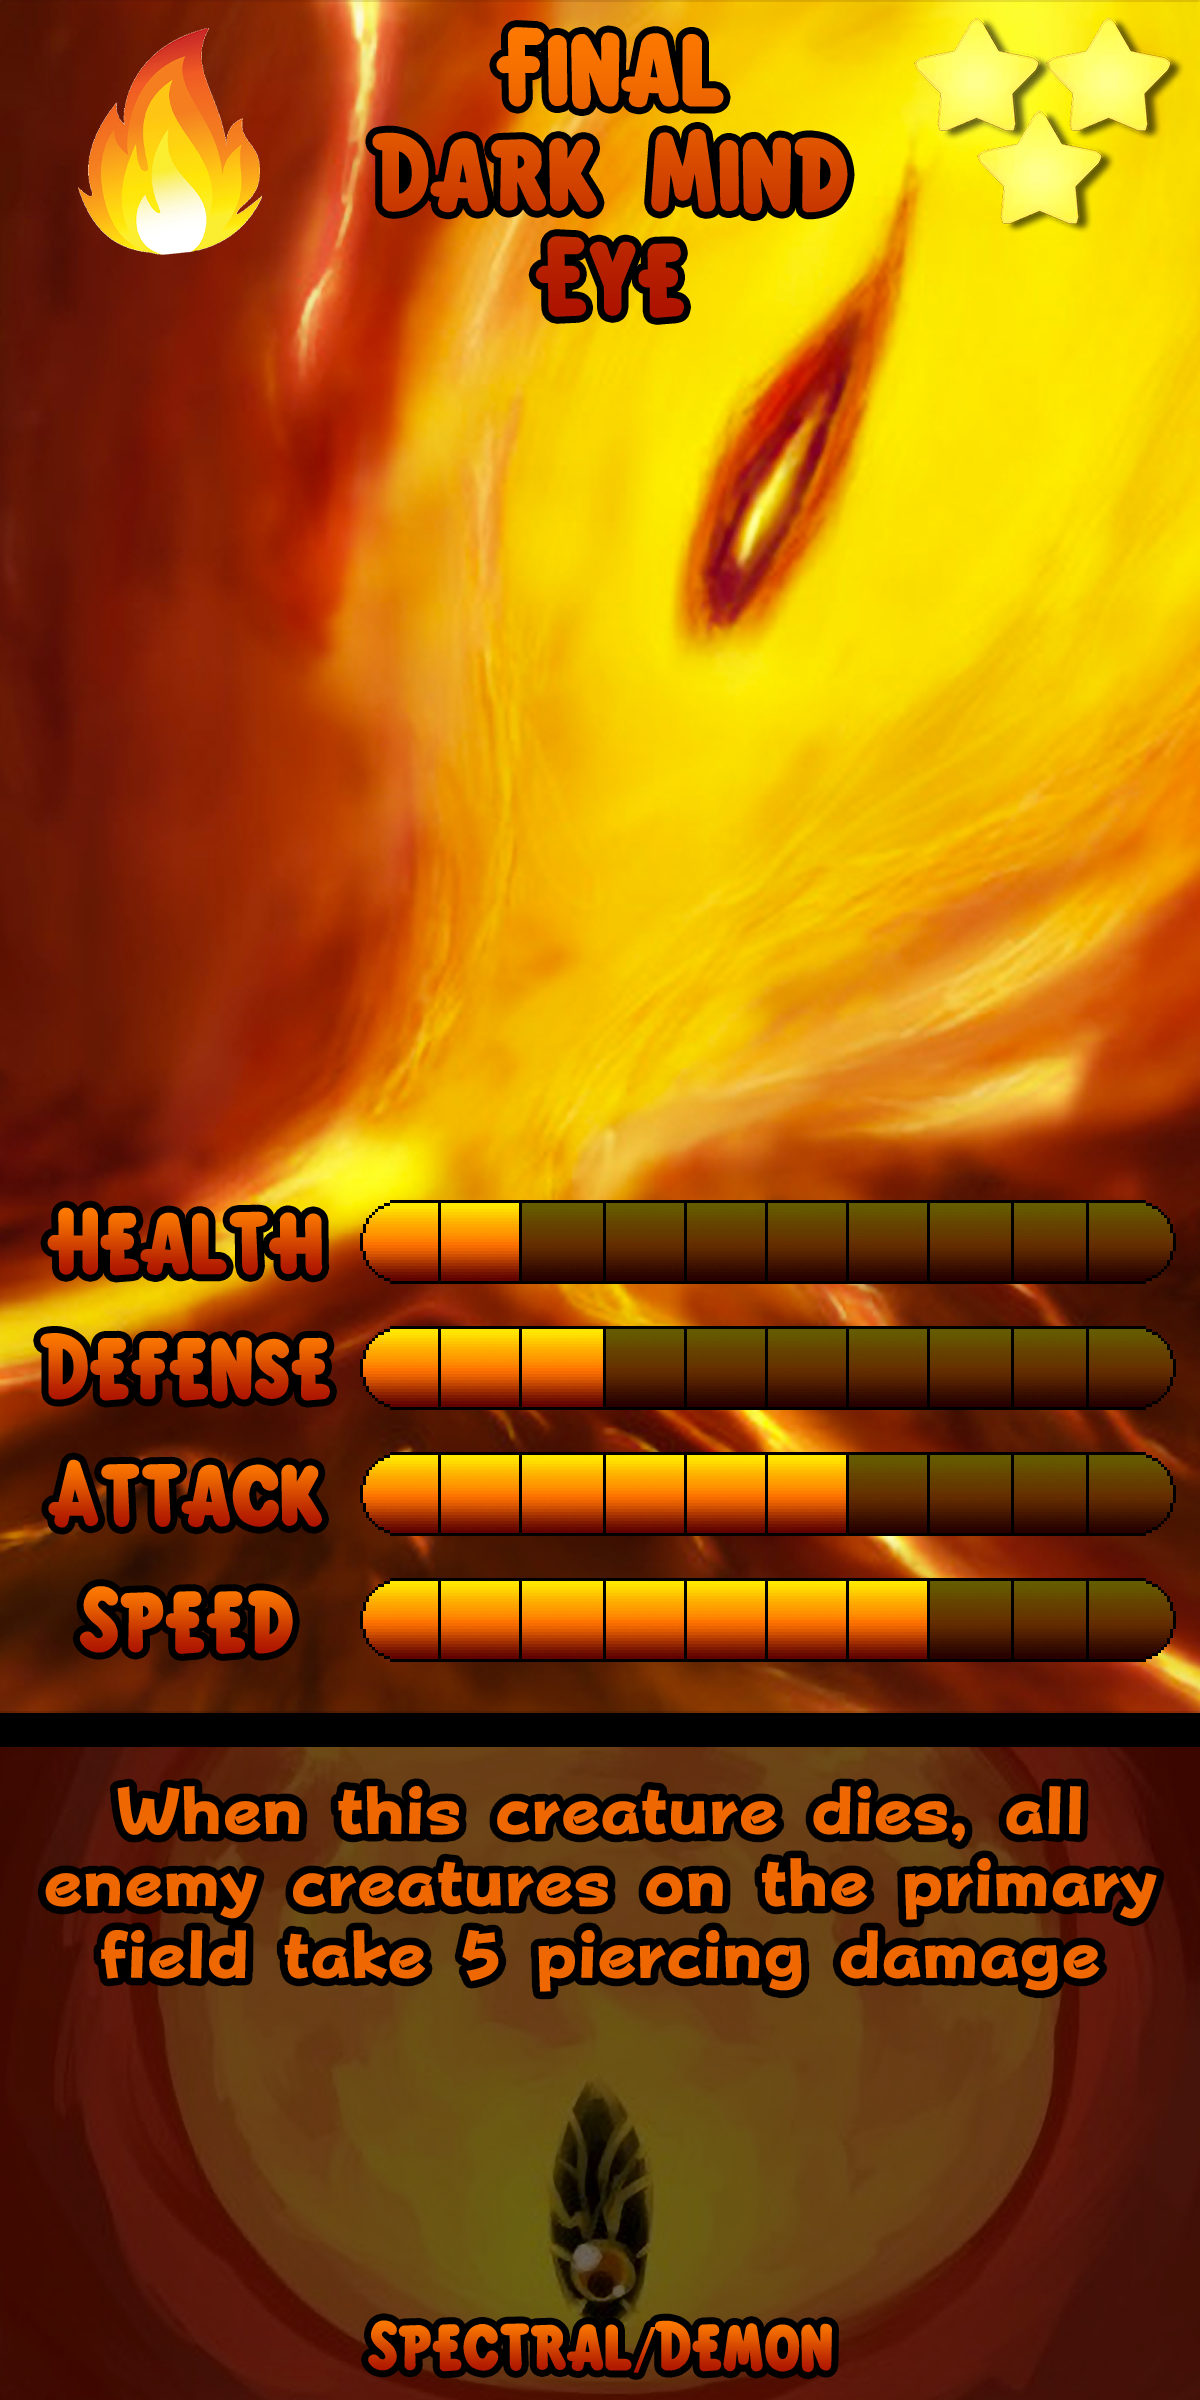 Final
Dark Mind
Eye
Health
Defense
Attack
Speed
When this creature dies, all
enemy creatures on the primary
field take 5 piercing damage
Spectral/Demon